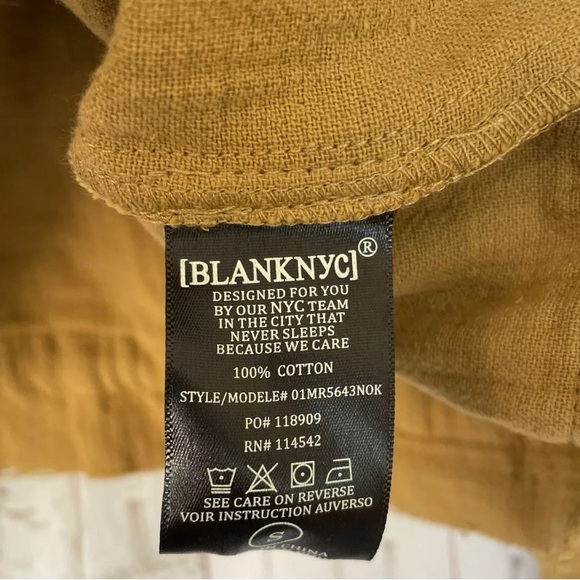 [BLANKNYC]®
DESIGNED FOR YOU
BY OUR NYC TEAM
IN THE CITY THAT
NEVER SLEEPS
BECAUSE WE CARE
100% COTTON
STYLE/MODELE# 01MR5643NOK
PO# 118909
RN# 114542
SEE CARE ON REVERSE
VOIR INSTRUCTION AUVERSO
S
CHINA